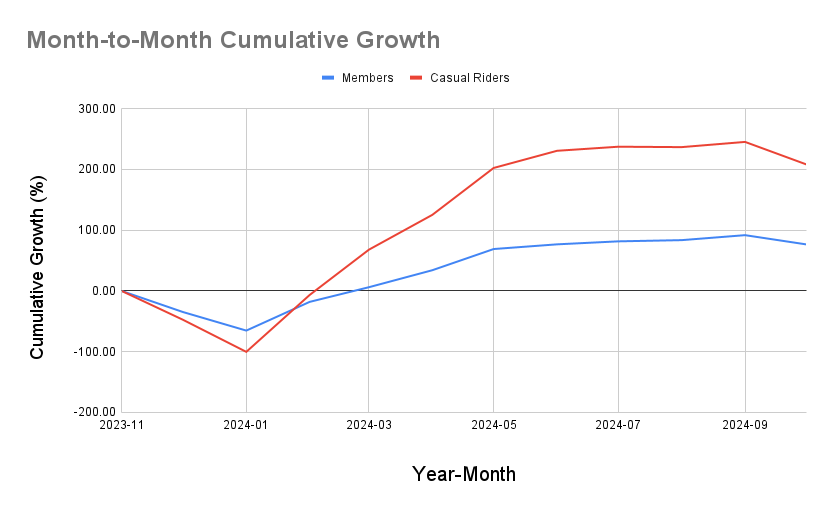 Month-to-Month Cumulative Growth
Members Casual Riders
300.00
200.00
100.00
0.00
-100.00
-200.00
Cumulative Growth (%)
2023-11 2024-01 2024-03 2024-05 2024-07 2024-09
Year-Month